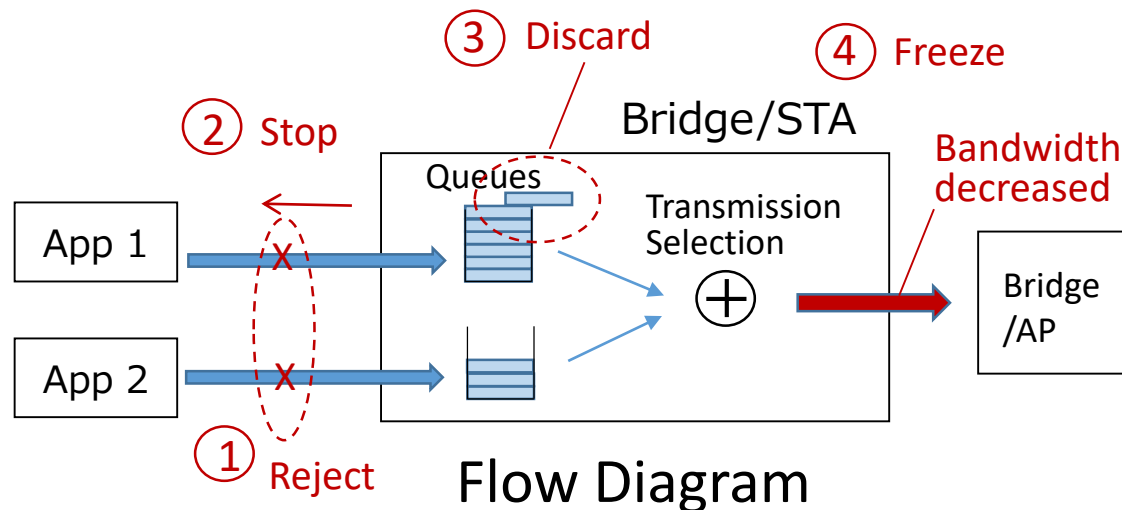 ③ Discard
④ Freeze
② Stop
Bridge/STA
Bandwidth
decreased
Queues
Transmission
Selection
App 1
X
Bridge
/AP
App 2
X
① Reject
Flow Diagram